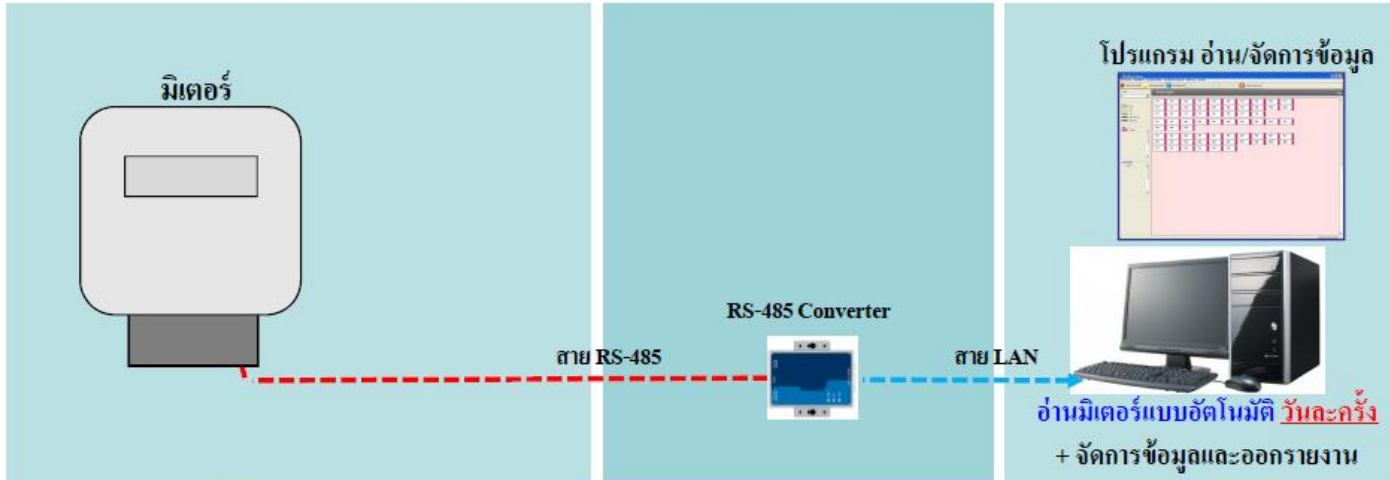 มิเตอร์
สาย RS-485
RS-485 Converter
สาย LAN
โปรแกรม อ่าน/จัดการข้อมูล
อ่านมิเตอร์แบบอัตโนมัติ วันละครั้ง
+ จัดการข้อมูลและออกรายงาน